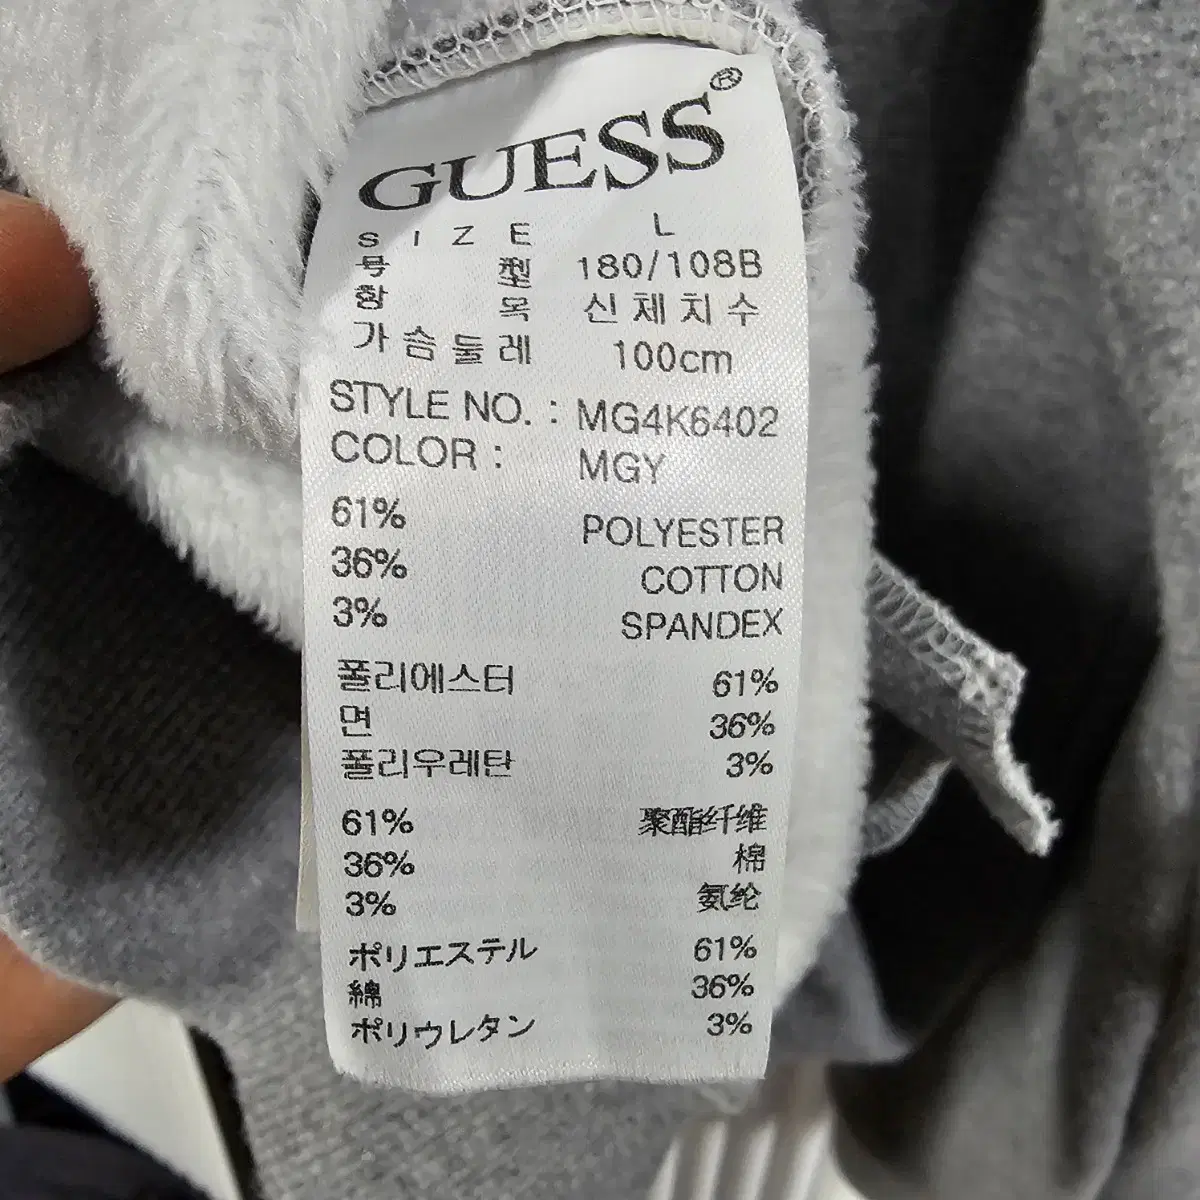 GUESS®
SIZE L
号型 180/108B
항목 신체치수
가슴둘레 100cm
STYLE NO. : MG4K6402
COLOR : MGY
61% POLYESTER
36% COTTON
3% SPANDEX
폴리에스터 61%
면 36%
폴리우레탄 3%
61% 聚酯纤维
36% 棉
3% 氨纶
ポリエステル 61%
綿 36%
ポリウレタン 3%